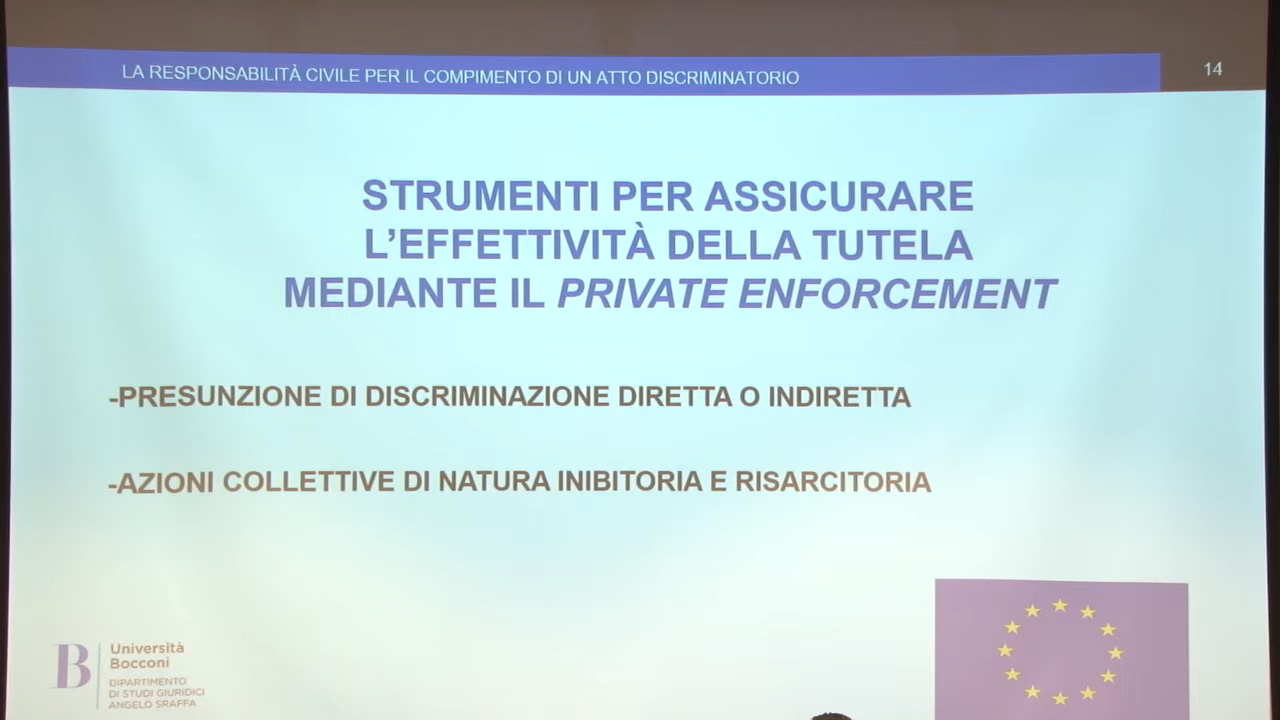 LA RESPONSABILITÀ CIVILE PER IL COMPIMENTO DI UN ATTO DISCRIMINATORIO
14
STRUMENTI PER ASSICURARE
L'EFFETTIVITÀ DELLA TUTELA
MEDIANTE IL PRIVATE ENFORCEMENT
-PRESUNZIONE DI DISCRIMINAZIONE DIRETTA O INDIRETTA
-AZIONI COLLETTIVE DI NATURA INIBITORIA E RISARCITORIA
B
Università
Bocconi
DIPARTIMENTO
DI STUDI GIURIDICI
ANGELO SRAFFA